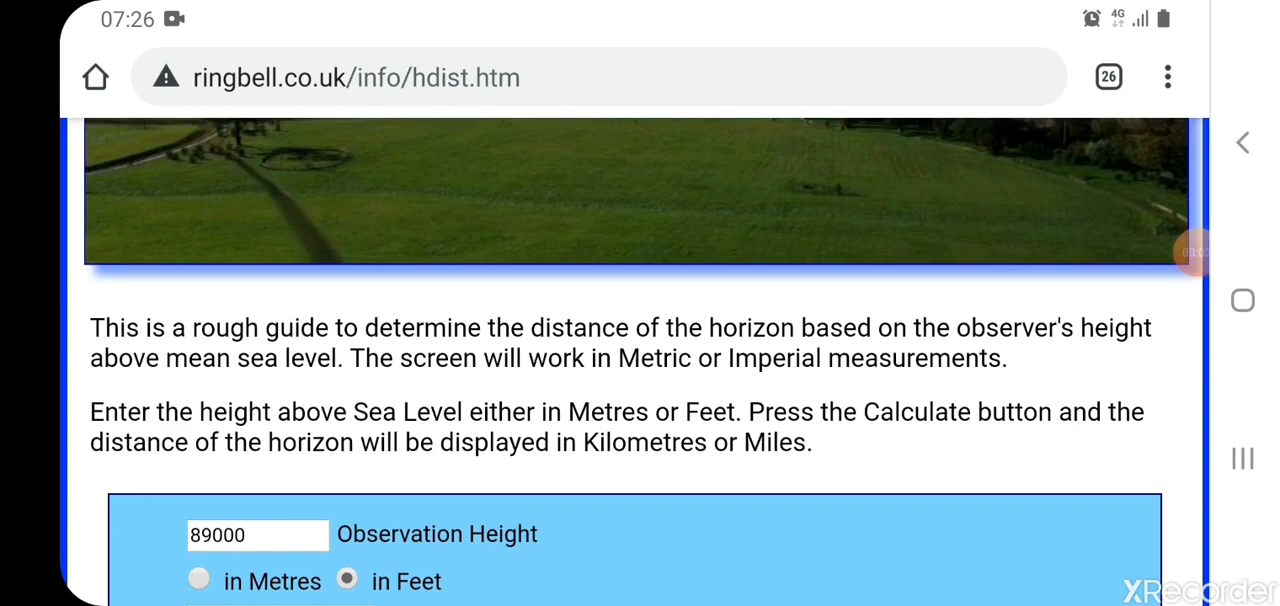 07:26
4G
ringbell.co.uk/info/hdist.htm
26
03:03
This is a rough guide to determine the distance of the horizon based on the observer's height
above mean sea level. The screen will work in Metric or Imperial measurements.
Enter the height above Sea Level either in Metres or Feet. Press the Calculate button and the
distance of the horizon will be displayed in Kilometres or Miles.
89000 Observation Height
in Metres in Feet
XRecorder